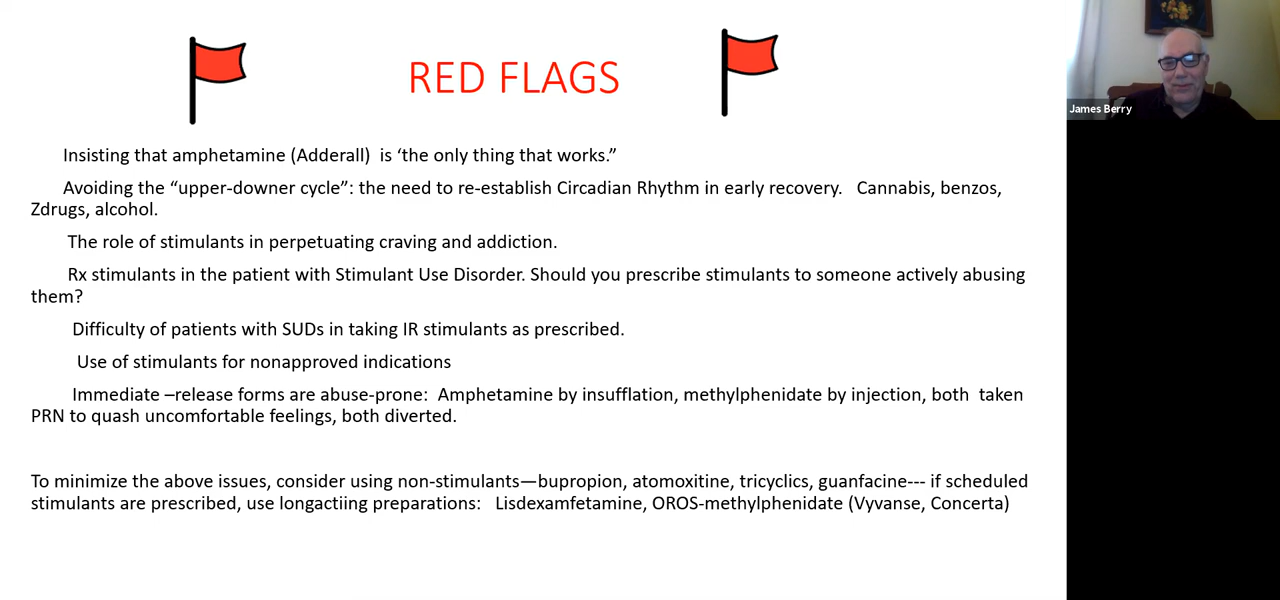 RED FLAGS
James Berry
Insisting that amphetamine (Adderall)  is ‘the only thing that works.”
Avoiding the “upper-downer cycle”: the need to re-establish Circadian Rhythm in early recovery.   Cannabis, benzos,
Zdrugs, alcohol.
The role of stimulants in perpetuating craving and addiction.
Rx stimulants in the patient with Stimulant Use Disorder. Should you prescribe stimulants to someone actively abusing
them?
Difficulty of patients with SUDs in taking IR stimulants as prescribed.
Use of stimulants for nonapproved indications
Immediate –release forms are abuse-prone:  Amphetamine by insufflation, methylphenidate by injection, both  taken
PRN to quash uncomfortable feelings, both diverted.
To minimize the above issues, consider using non-stimulants—bupropion, atomoxitine, tricyclics, guanfacine--- if scheduled
stimulants are prescribed, use longactiing preparations:   Lisdexamfetamine, OROS-methylphenidate (Vyvanse, Concerta)